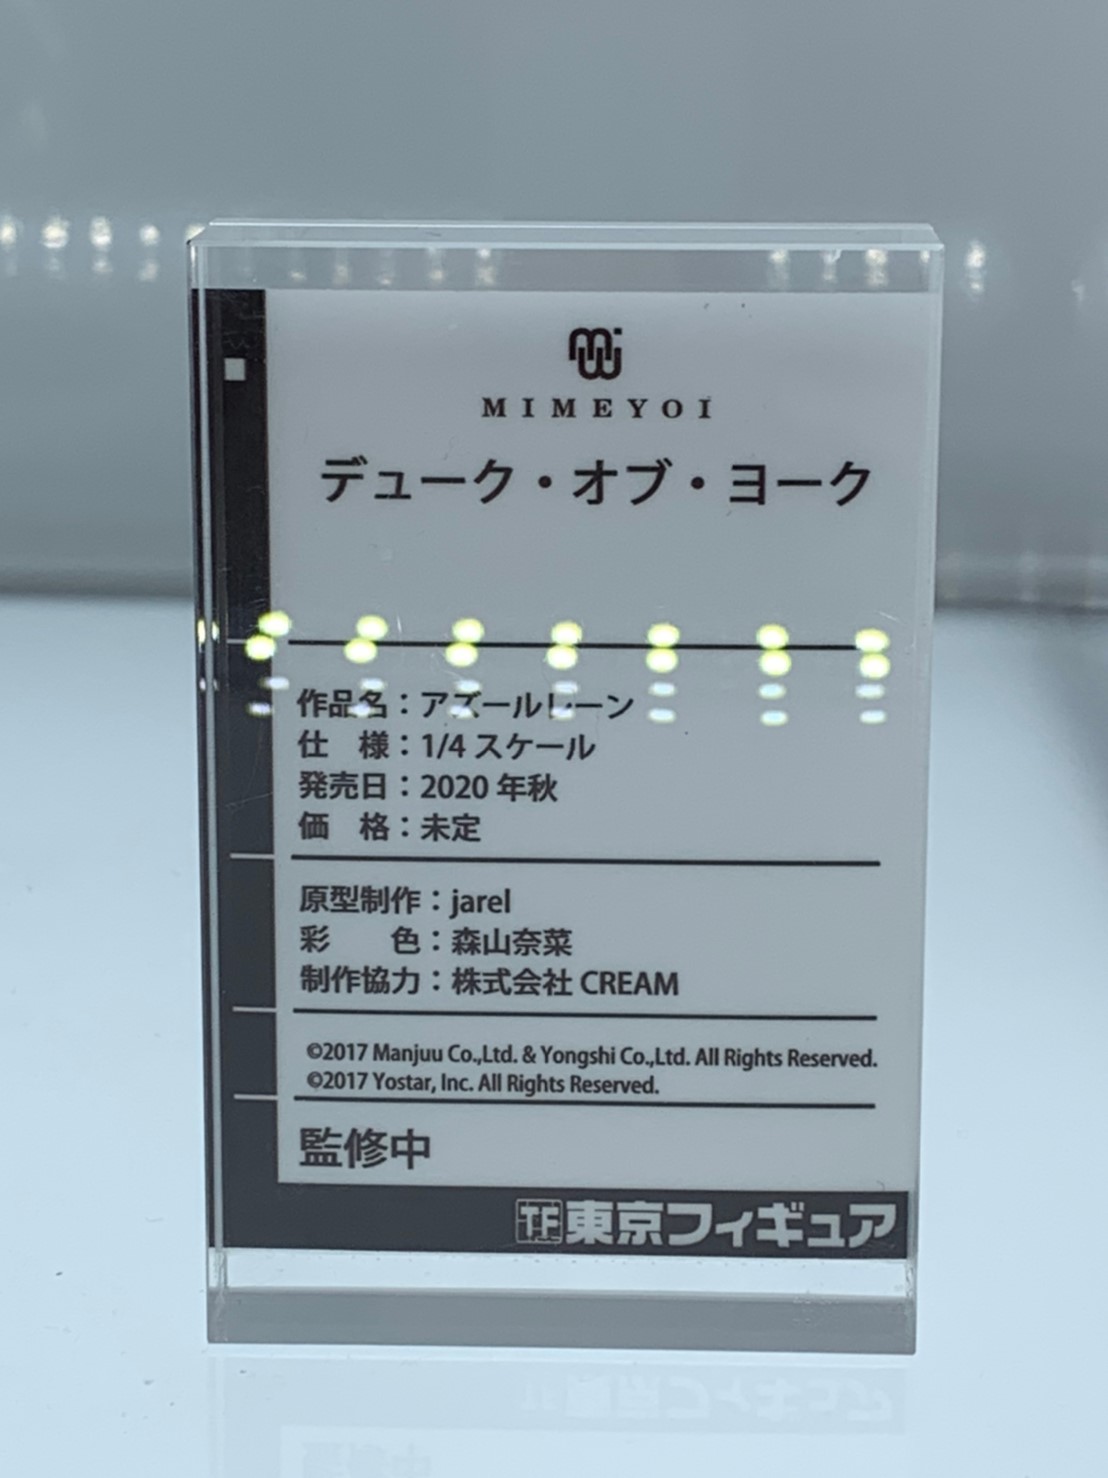 MIMEYOI
デューク・オブ・ヨーク
作品名：アズールレーン
仕　様：1/4 スケール
発売日：2020 年秋
価　格：未定
原型制作：jarel
彩　　色：森山奈菜
制作協力：株式会社 CREAM
©2017 Manjuu Co.,Ltd. & Yongshi Co.,Ltd. All Rights Reserved.
©2017 Yostar, Inc. All Rights Reserved.
監修中
TF 東京フィギュア